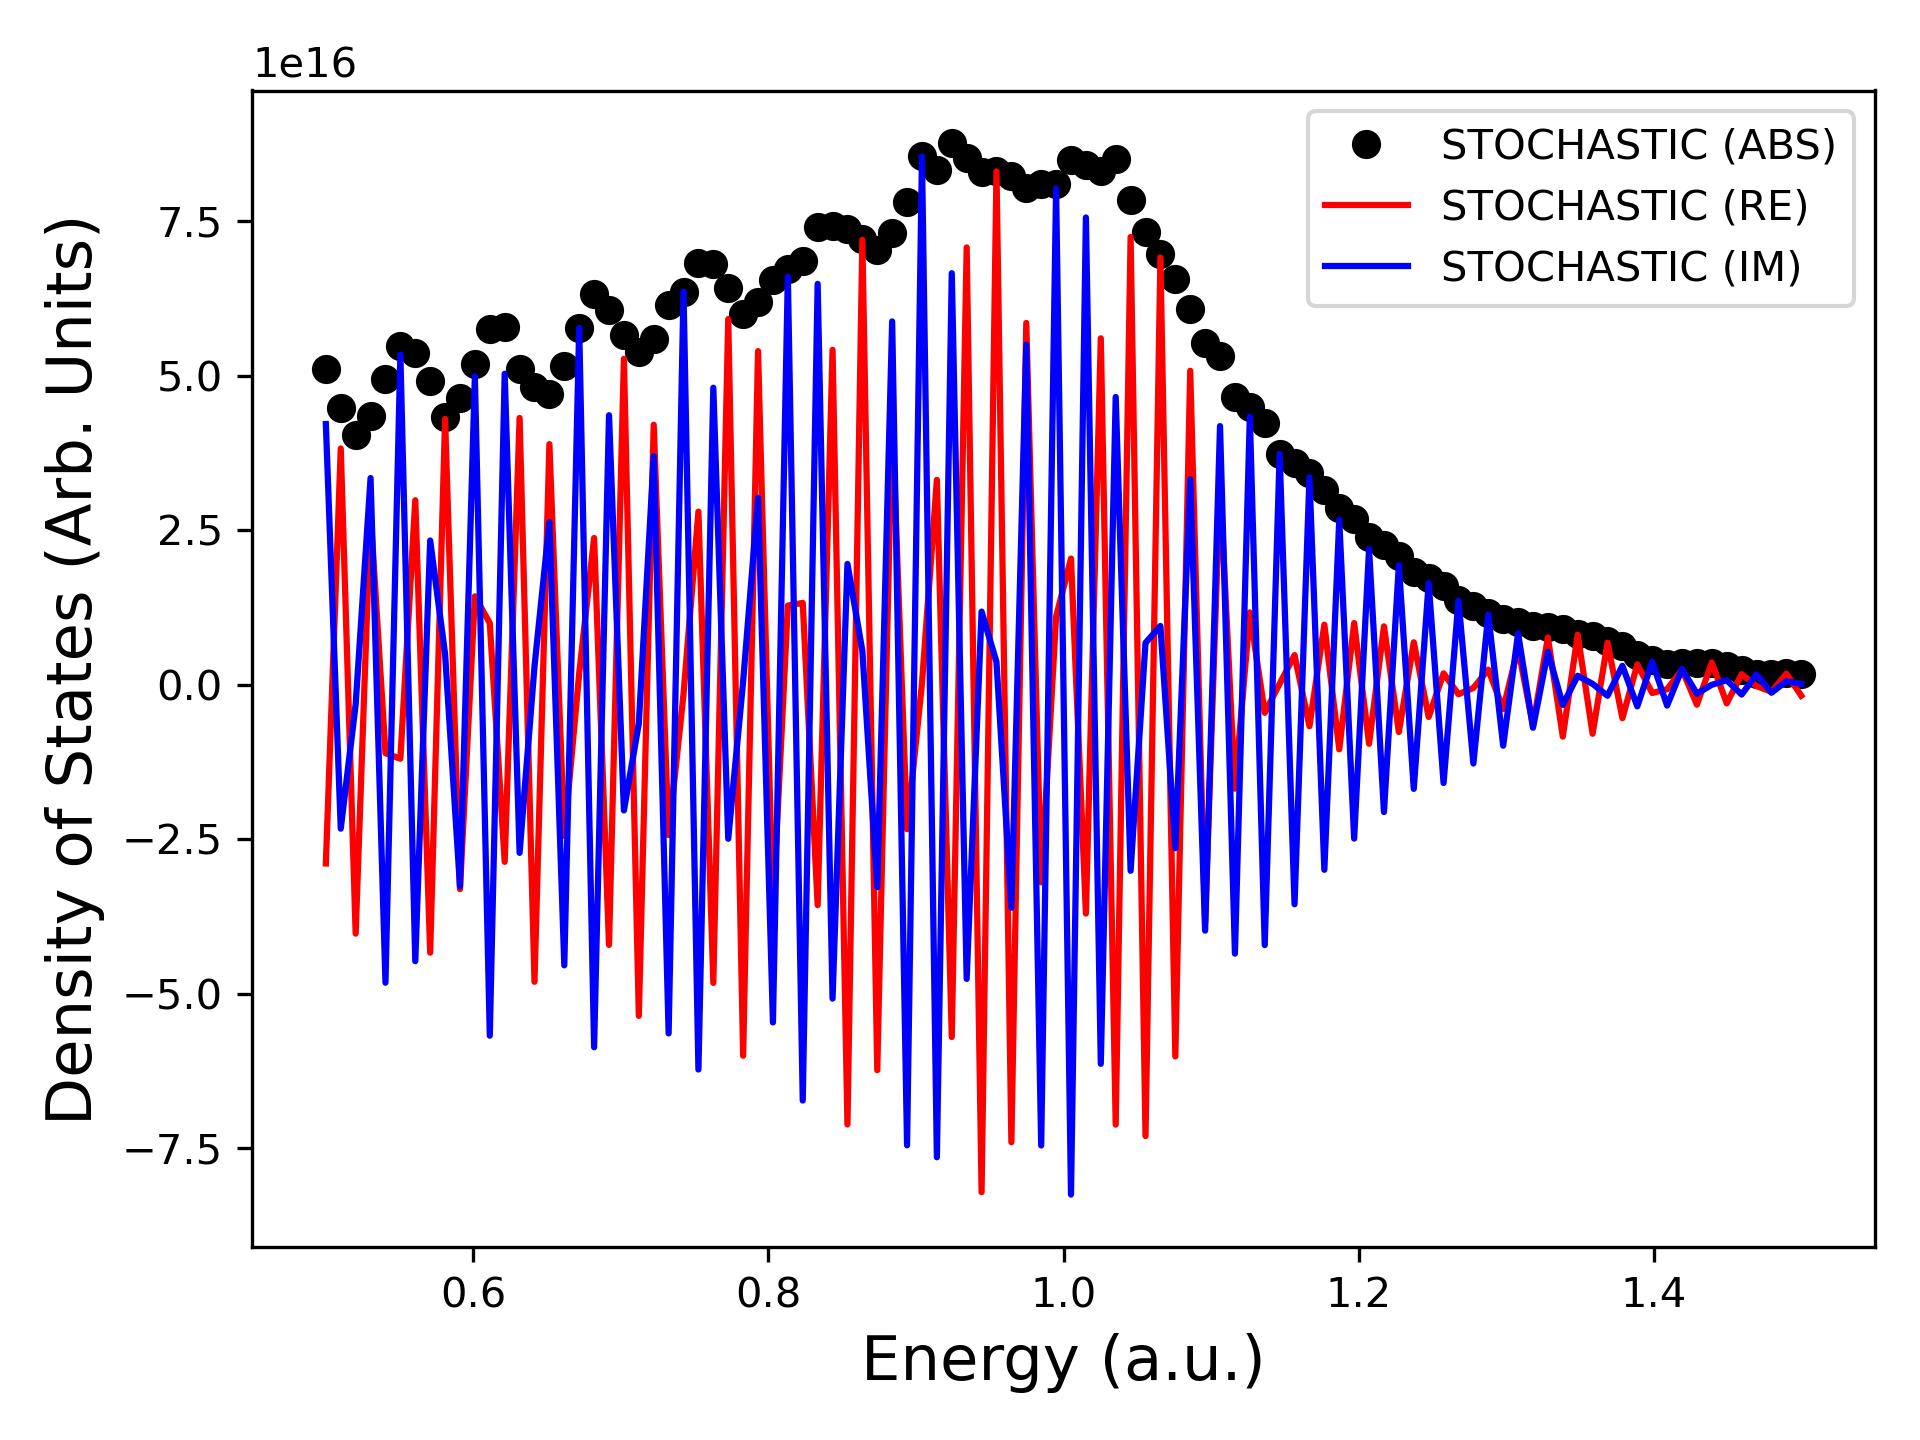 1e16
STOCHASTIC (ABS)
STOCHASTIC (RE)
STOCHASTIC (IM)
Density of States (Arb. Units)
7.5
5.0
2.5
0.0
−2.5
−5.0
−7.5
0.6 0.8 1.0 1.2 1.4
Energy (a.u.)